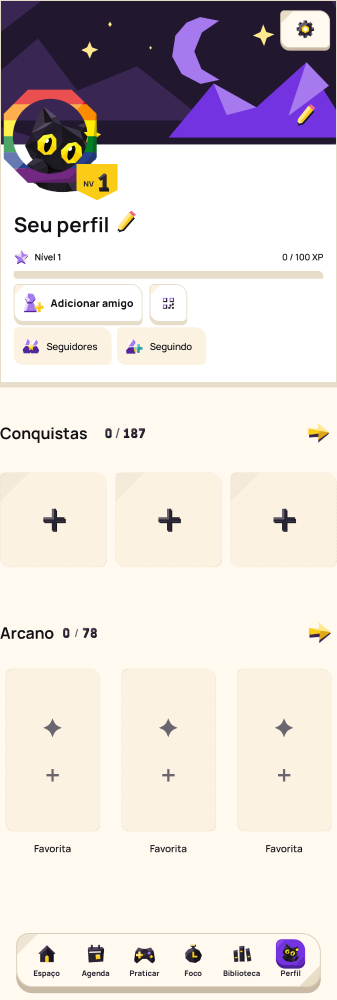 NV 1
Seu perfil
Nível 1
0 / 100 XP
Adicionar amigo
Seguidores
Seguindo
Conquistas 0 / 187
Arcano 0 / 78
Favorita
Favorita
Favorita
Espaço
Agenda
Praticar
Foco
Biblioteca
Perfil